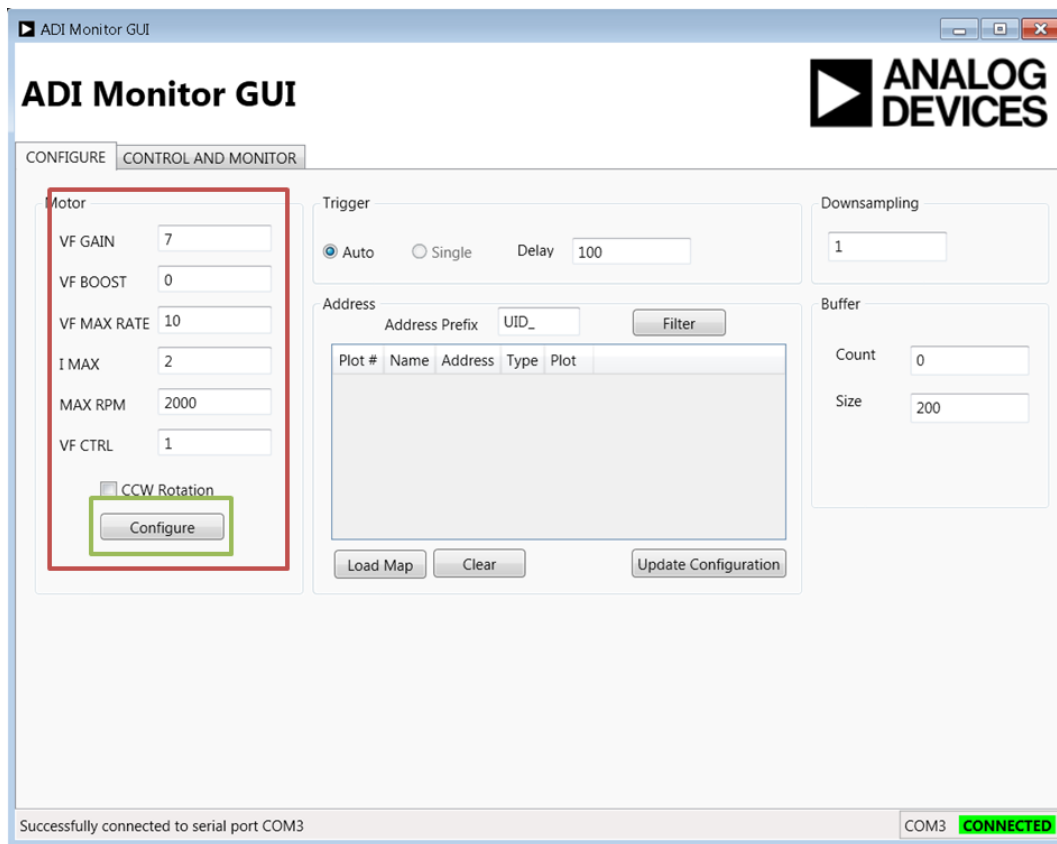 ADI Monitor GUI
ADI Monitor GUI
ANALOG
DEVICES
CONFIGURE CONTROL AND MONITOR
Motor
VF GAIN 7
VF BOOST 0
VF MAX RATE 10
I MAX 2
MAX RPM 2000
VF CTRL 1
CCW Rotation
Configure
Trigger
Auto Single Delay 100
Address
Address Prefix UID_ Filter
Plot # Name Address Type Plot
Load Map Clear Update Configuration
Downsampling
1
Buffer
Count 0
Size 200
Successfully connected to serial port COM3
COM3 CONNECTED